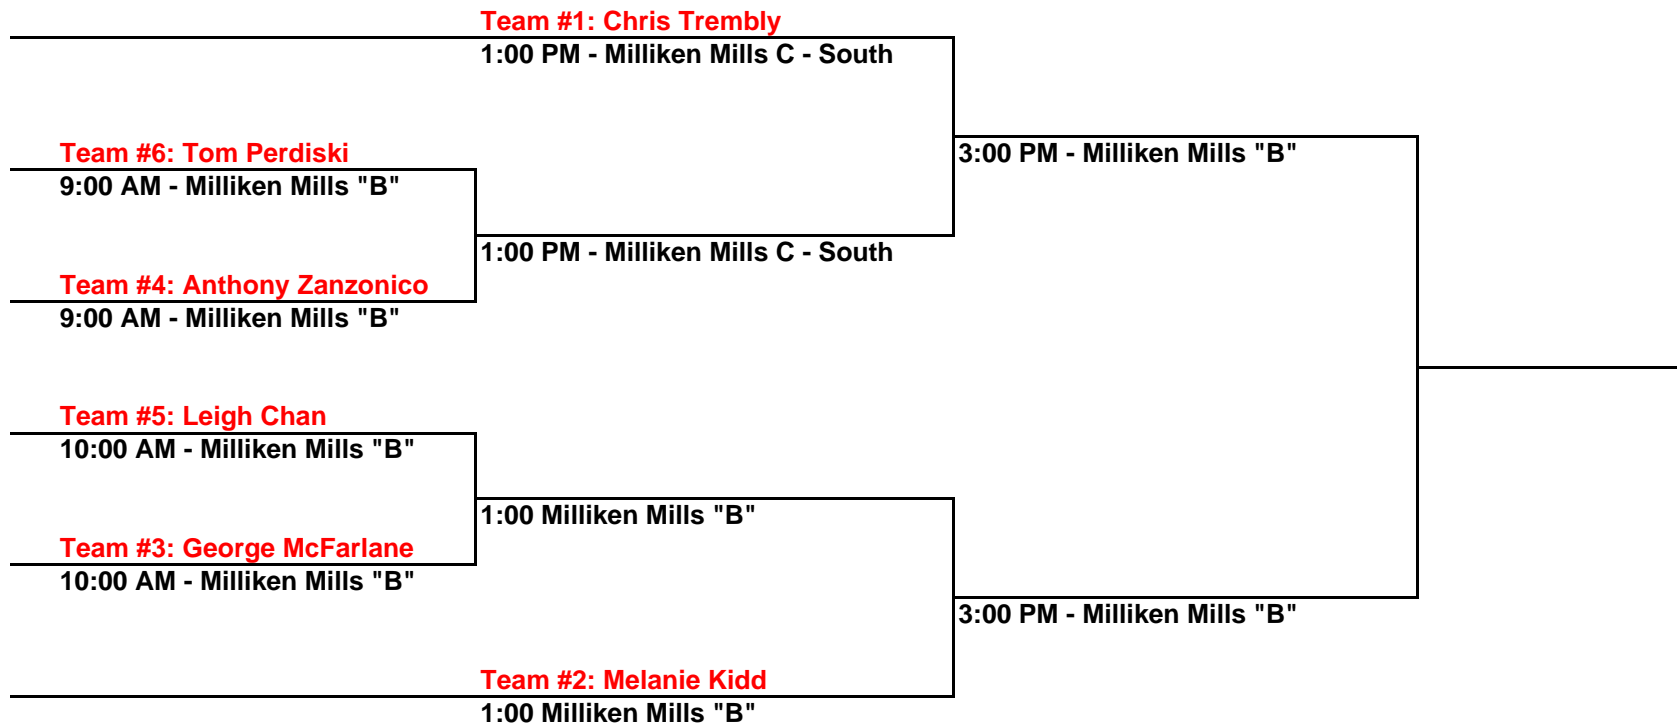 Team #1: Chris Trembly
1:00 PM - Milliken Mills C - South
Team #6: Tom Perdiski
3:00 PM - Milliken Mills "B"
9:00 AM - Milliken Mills "B"
1:00 PM - Milliken Mills C - South
Team #4: Anthony Zanzonico
9:00 AM - Milliken Mills "B"
Team #5: Leigh Chan
10:00 AM - Milliken Mills "B"
1:00 Milliken Mills "B"
Team #3: George McFarlane
10:00 AM - Milliken Mills "B"
3:00 PM - Milliken Mills "B"
Team #2: Melanie Kidd
1:00 Milliken Mills "B"